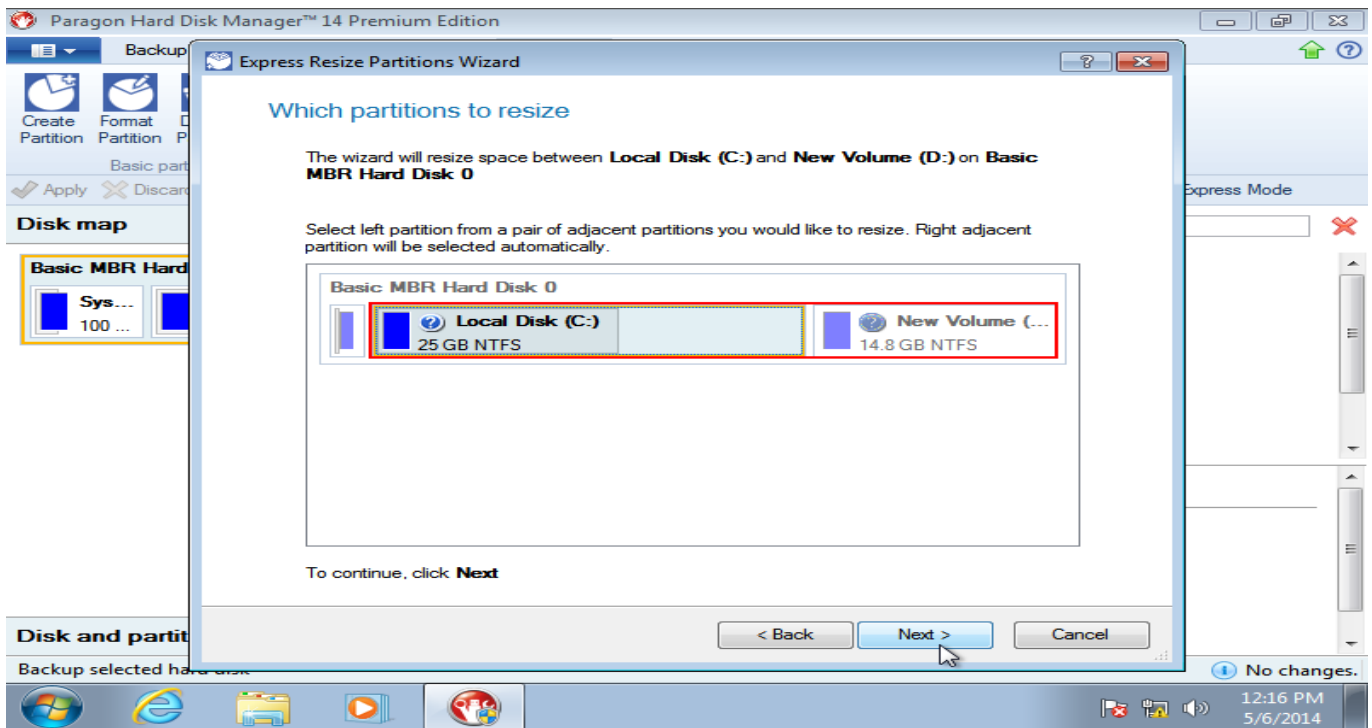 Paragon Hard Disk Manager™ 14 Premium Edition
Backup
Express Resize Partitions Wizard
Create
Partition
Format
Partition
Basic part
Apply
Discard
Express Mode
Disk map
Basic MBR Hard
Sys...
100 ...
Which partitions to resize
The wizard will resize space between Local Disk (C:) and New Volume (D:) on Basic
MBR Hard Disk 0
Select left partition from a pair of adjacent partitions you would like to resize. Right adjacent
partition will be selected automatically.
Basic MBR Hard Disk 0
Local Disk (C:)
25 GB NTFS
New Volume (...
14.8 GB NTFS
To continue, click Next
< Back
Next >
Cancel
Disk and partit
Backup selected hard disk
No changes.
12:16 PM
5/6/2014